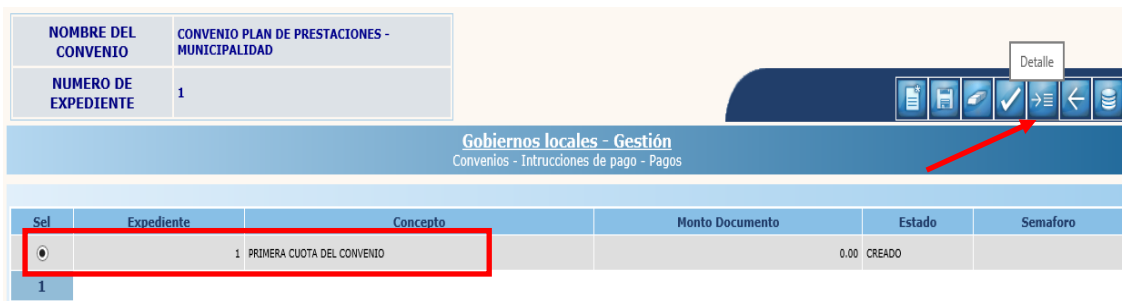 NOMBRE DEL
CONVENIO
CONVENIO PLAN DE PRESTACIONES -
MUNICIPALIDAD
NUMERO DE
EXPEDIENTE
1
Detalle
Gobiernos locales - Gestión
Convenios - Intrucciones de pago - Pagos
Sel Expediente Concepto Monto Documento Estado Semaforo
1 PRIMERA CUOTA DEL CONVENIO 0.00 CREADO
1